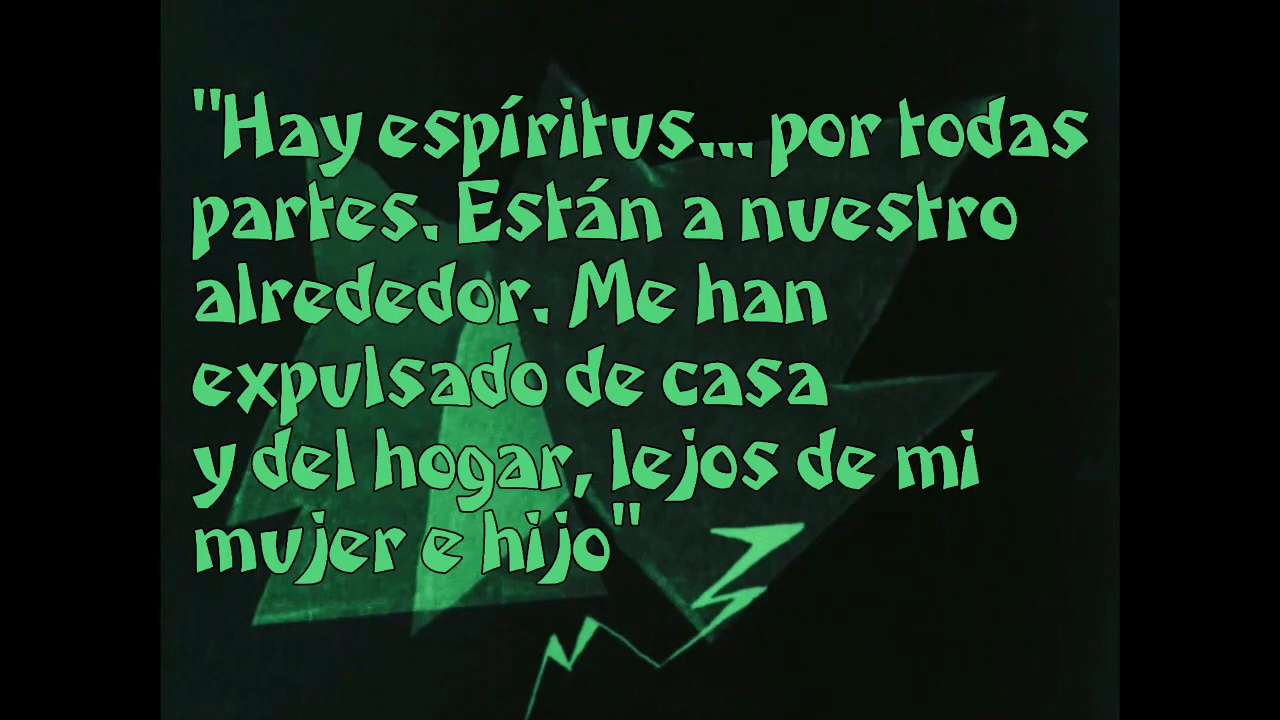 "Hay espíritus... por todas
partes. Están a nuestro
alrededor. Me han
expulsado de casa
y del hogar, lejos de mi
mujer e hijo"